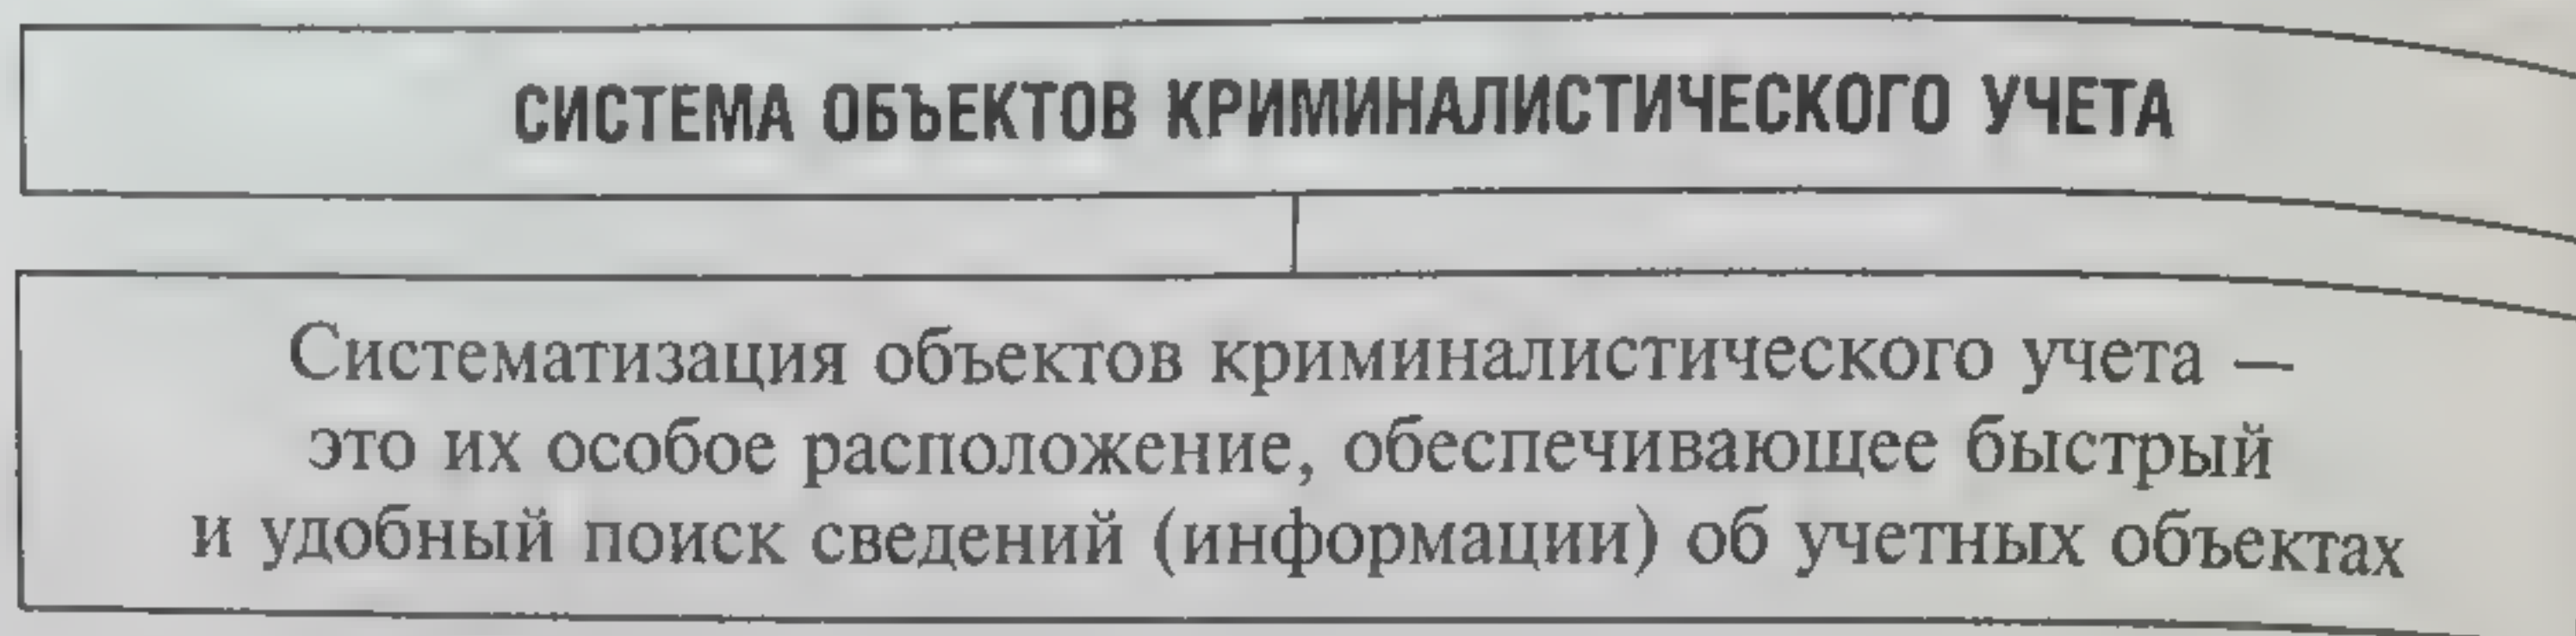 СИСТЕМА ОБЪЕКТОВ КРИМИНАЛИСТИЧЕСКОГО УЧЕТА
Систематизация объектов криминалистического учета —
это их особое расположение, обеспечивающее быстрый
и удобный поиск сведений (информации) об учетных объектах